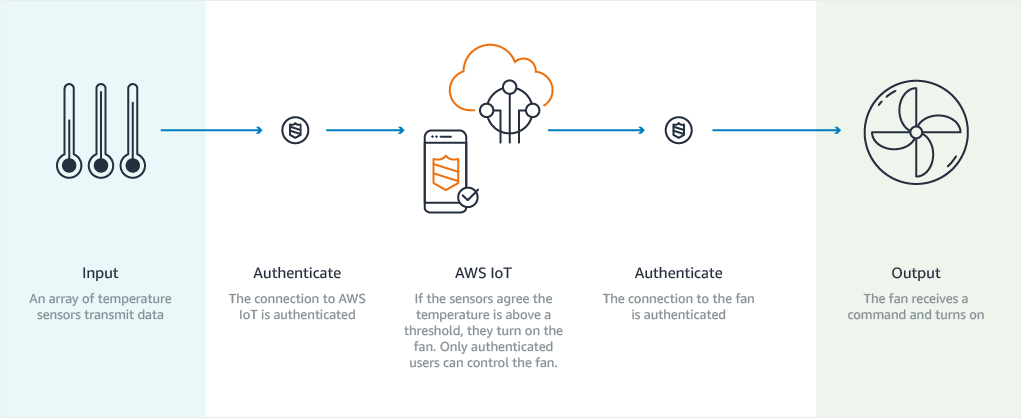 Input
An array of temperature
sensors transmit data
Authenticate
The connection to AWS
IoT is authenticated
AWS IoT
If the sensors agree the
temperature is above a
threshold, they turn on the
fan. Only authenticated
users can control the fan.
Authenticate
The connection to the fan
is authenticated
Output
The fan receives a
command and turns on